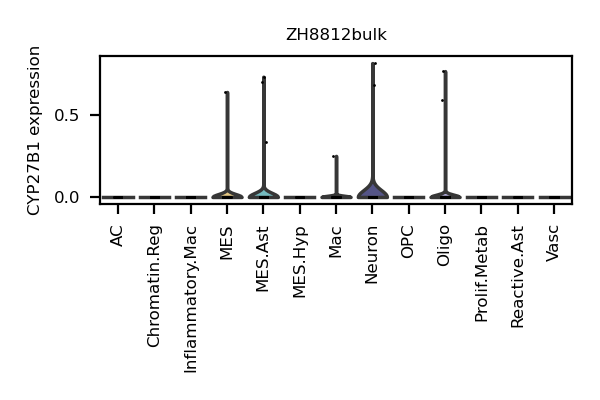 ZH8812bulk
CYP27B1 expression
0.5
0.0
AC
Chromatin.Reg
Inflammatory.Mac
MES
MES.Ast
MES.Hyp
Mac
Neuron
OPC
Oligo
Prolif.Metab
Reactive.Ast
Vasc